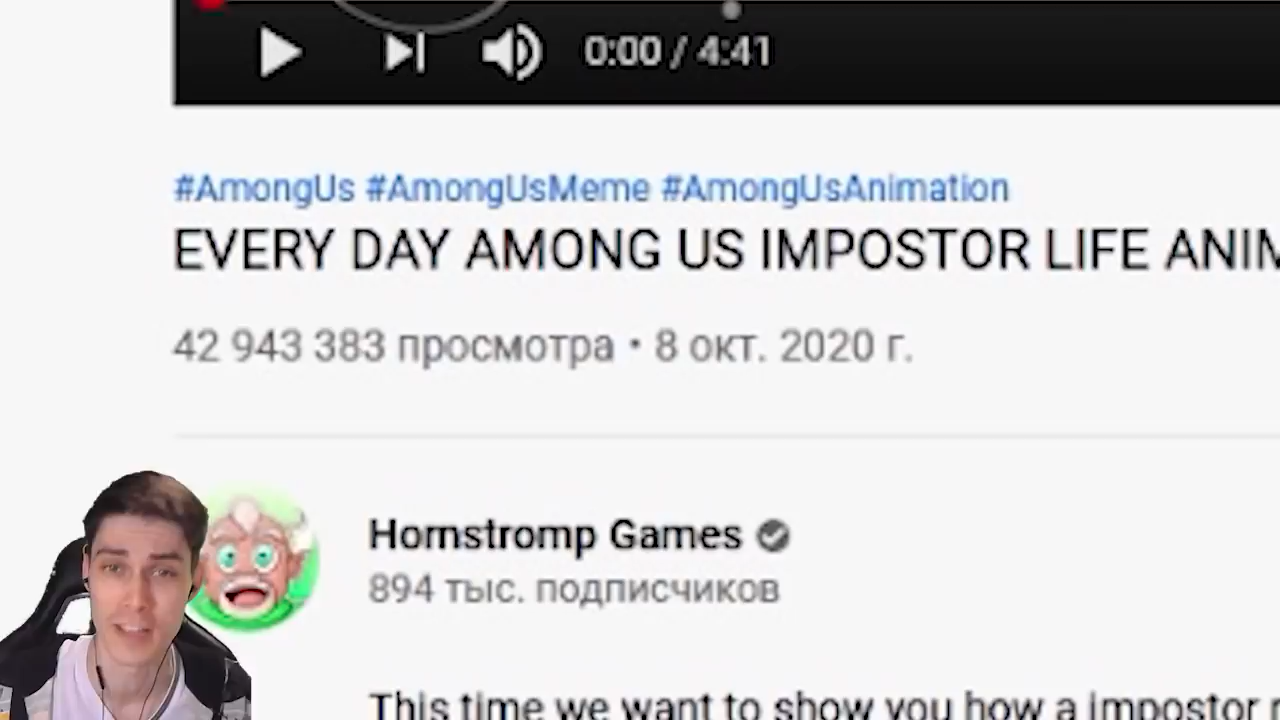 0:00 / 4:41
#AmongUs #AmongUsMeme #AmongUsAnimation
EVERY DAY AMONG US IMPOSTOR LIFE ANIM
42 943 383 просмотра • 8 окт. 2020 г.
Hornstromp Games
894 тыс. подписчиков
This time we want to show you how a impostor